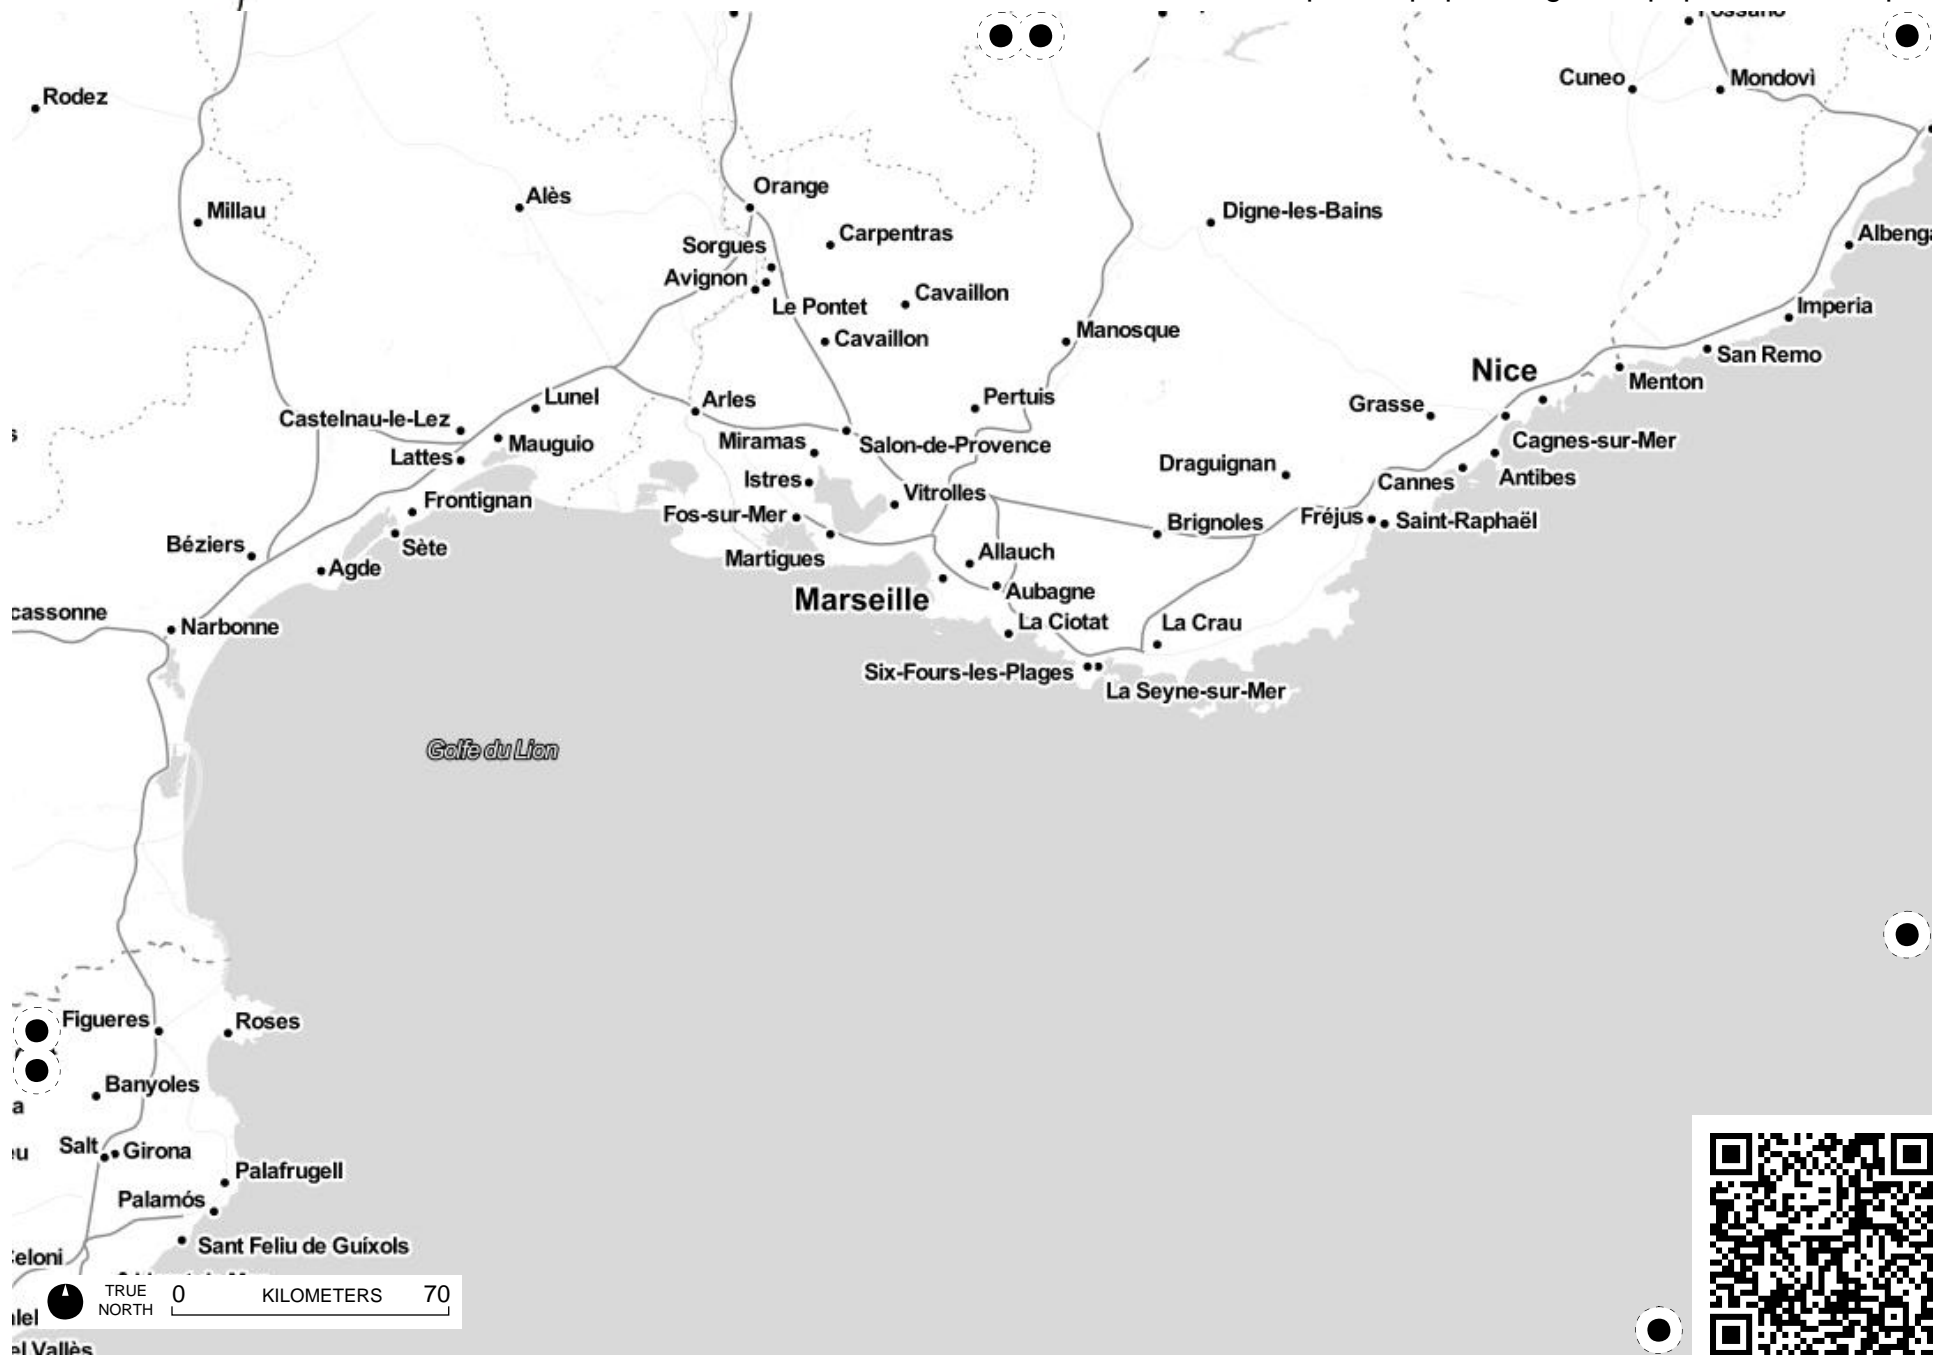 Cuneo
Mondovì
Rodez
Orange
Alès
Millau
Digne-les-Bains
Carpentras
Sorgues
Avignon
Cavaillon
Le Pontet
Imperia
Manosque
Cavaillon
San Remo
Nice
Menton
Pertuis
Lunel
Arles
Grasse
Castelnau-le-Lez
Mauguio
Miramas
Salon-de-Provence
Cagnes-sur-Mer
Lattes
Draguignan
Istres
Cannes
Antibes
Vitrolles
Frontignan
Fos-sur-Mer
Brignoles
Fréjus
Saint-Raphaël
Béziers
Sète
Allauch
Martigues
Agde
Aubagne
Marseille
cassonne
La Ciotat
La Crau
Narbonne
Six-Fours-les-Plages
La Seyne-sur-Mer
Golfe du Lion
Figueres
Roses
Banyoles
Salt
Girona
Palafrugell
Palamós
Sant Feliu de Guíxols
eloni
TRUE NORTH
0 KILOMETERS 70
el Vallès